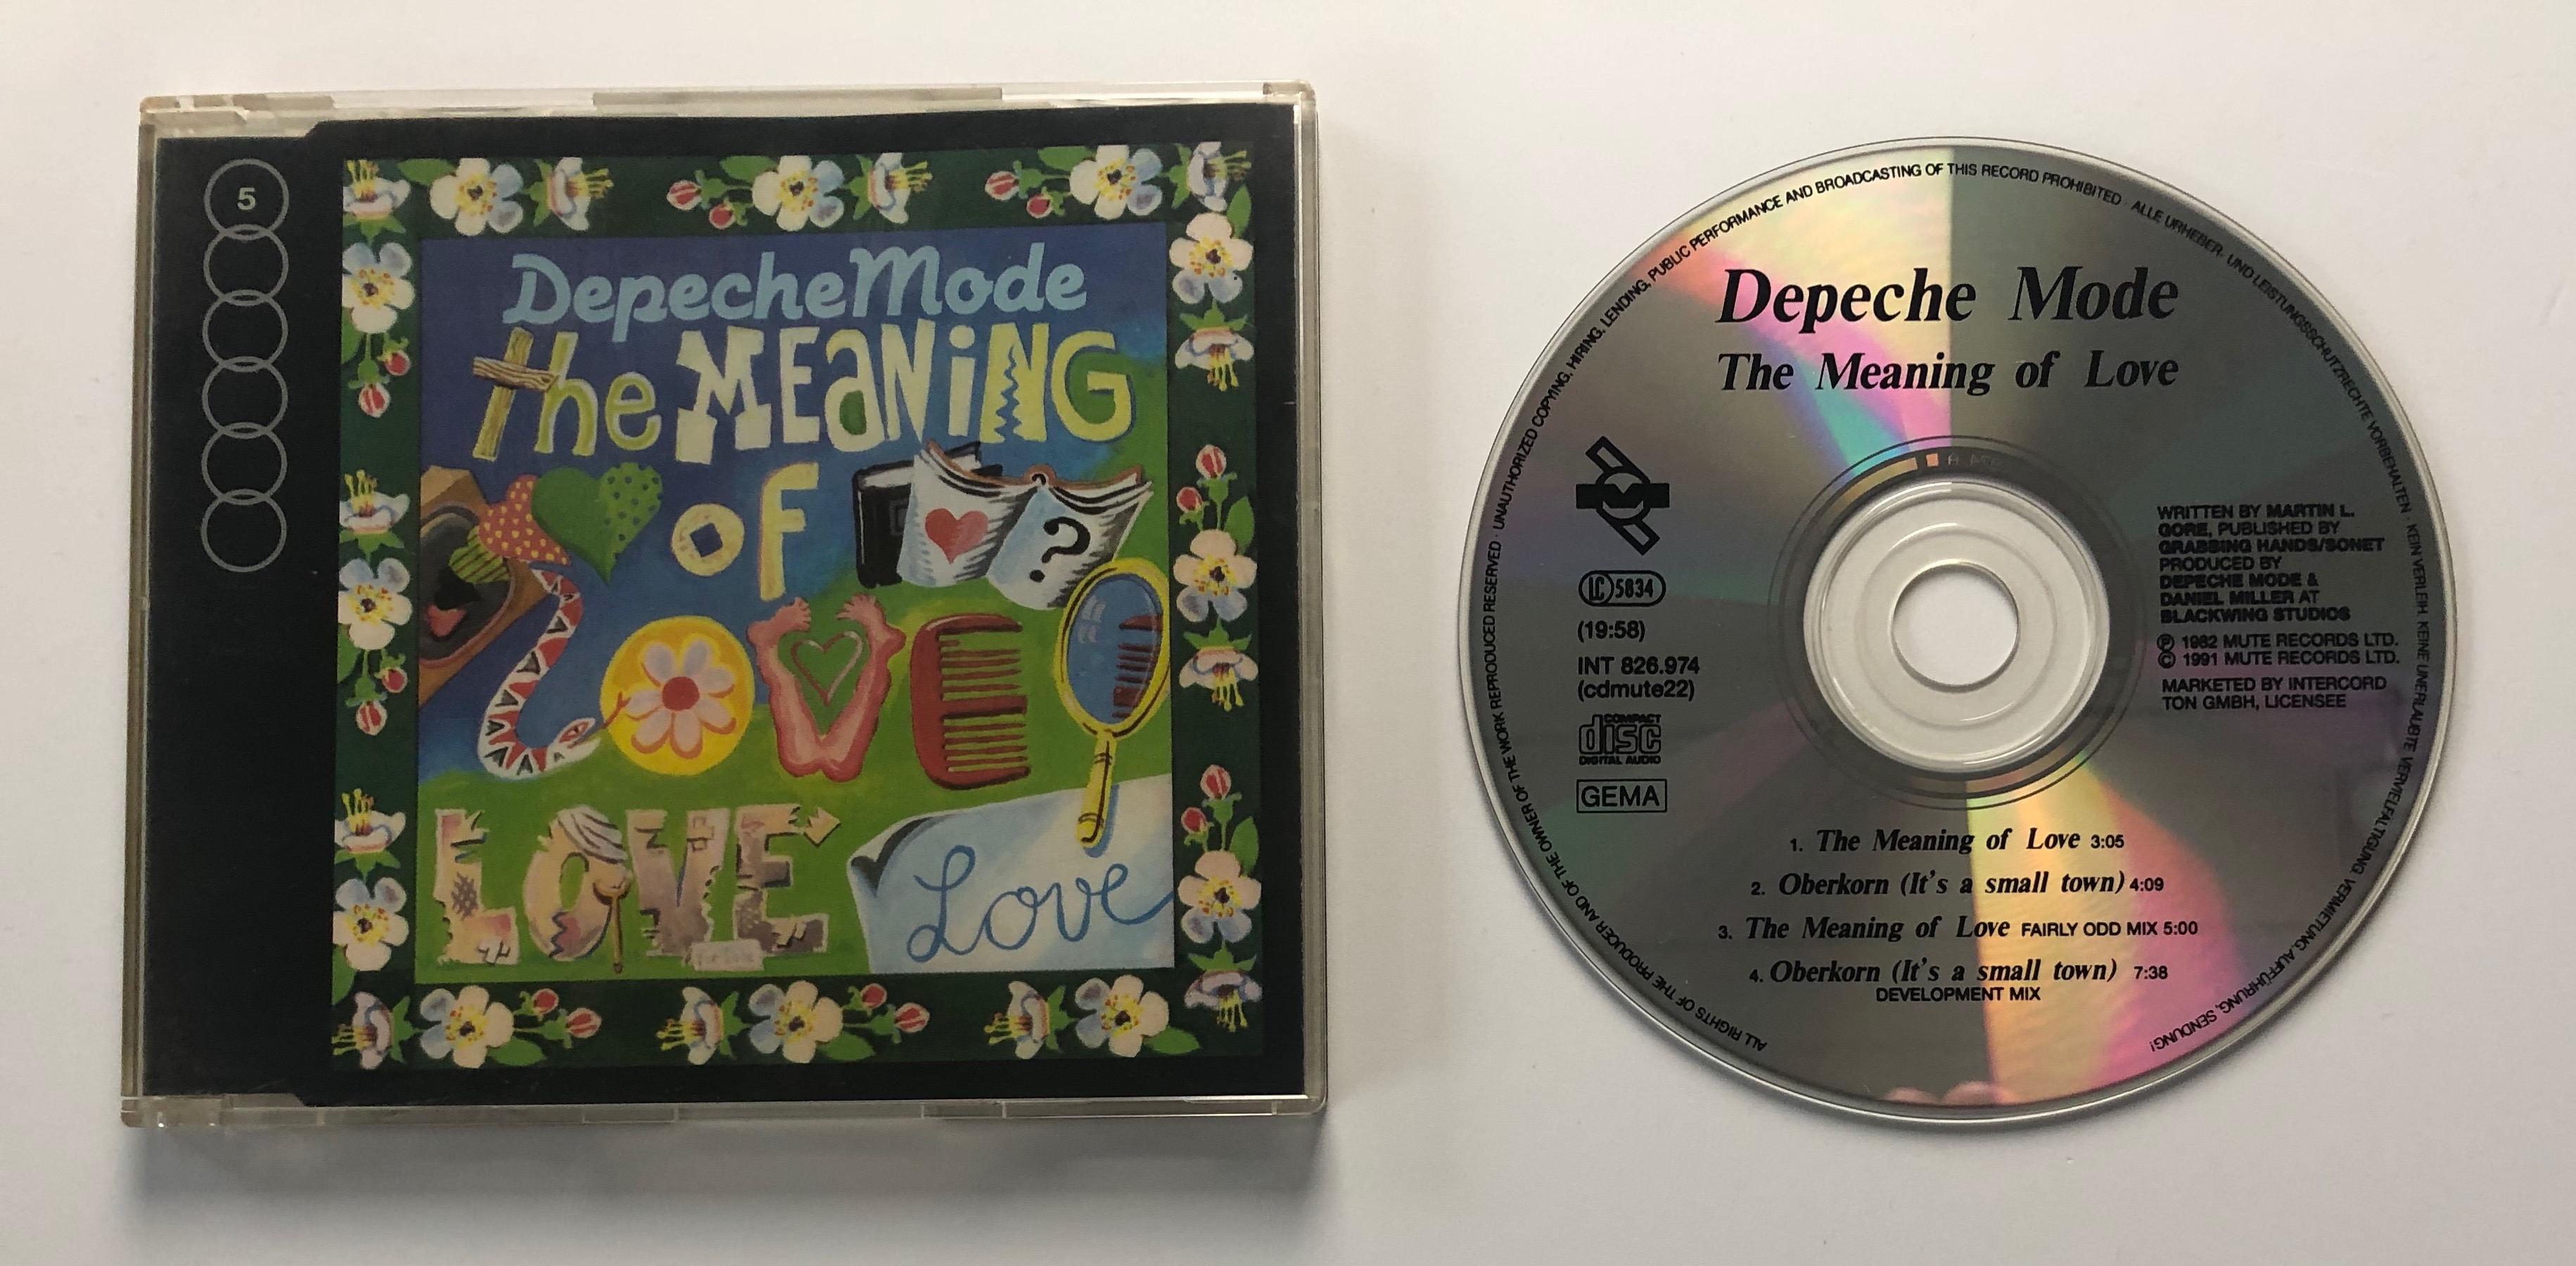 5
Depeche Mode
the MEaNiNG
of
?
LOVE
LOVE
for Sale
Love
Depeche Mode
The Meaning of Love
LC 5834
(19:58)
INT 826.974
(cdmute22)
COMPACT
disc
DIGITAL AUDIO
GEMA
WRITTEN BY MARTIN L.
GORE, PUBLISHED BY
GRABBING HANDS/SONET
PRODUCED BY
DEPECHE MODE &
DANIEL MILLER AT
BLACKWING STUDIOS
℗ 1982 MUTE RECORDS LTD.
© 1991 MUTE RECORDS LTD.
MARKETED BY INTERCORD
TON GMBH, LICENSEE
1. The Meaning of Love 3:05
2. Oberkorn (It's a small town) 4:09
3. The Meaning of Love FAIRLY ODD MIX 5:00
4. Oberkorn (It's a small town) 7:38
DEVELOPMENT MIX
ALL RIGHTS OF THE PRODUCER AND OF THE OWNER OF THE WORK REPRODUCED RESERVED · UNAUTHORIZED COPYING, HIRING, LENDING, PUBLIC PERFORMANCE AND BROADCASTING OF THIS RECORD PROHIBITED · ALLE URHEBER- UND LEISTUNGSSCHUTZRECHTE VORBEHALTEN · KEIN VERLEIH, KEINE UNERLAUBTE VERVIELFÄLTIGUNG, VERMIETUNG, AUFFÜHRUNG, SENDUNG!